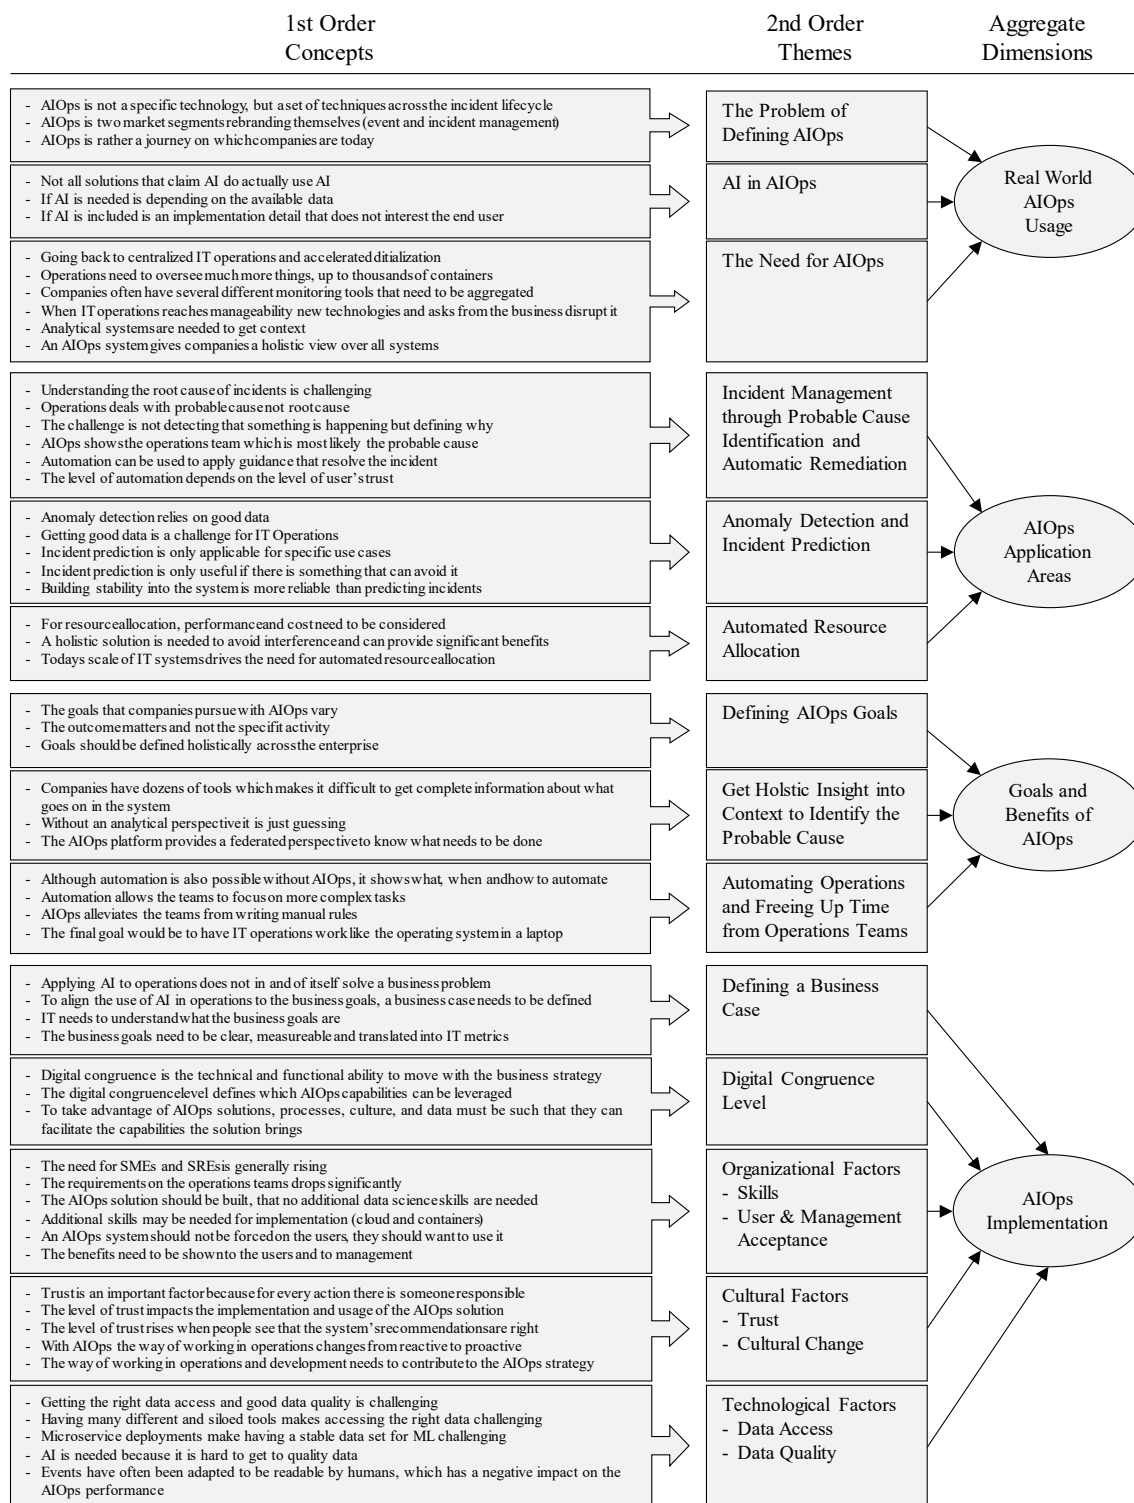 1st Order
Concepts
2nd Order
Themes
Aggregate
Dimensions
- AIOps is not a specific technology, but a set of techniques across the incident lifecycle
- AIOps is two market segments rebranding themselves (event and incident management)
- AIOps is rather a journey on which companies are today
The Problem of
Defining AIOps
- Not all solutions that claim AI do actually use AI
- If AI is needed is depending on the available data
- If AI is included is an implementation detail that does not interest the end user
AI in AIOps
- Going back to centralized IT operations and accelerated ditialization
- Operations need to oversee much more things, up to thousands of containers
- Companies often have several different monitoring tools that need to be aggregated
- When IT operations reaches manageability new technologies and asks from the business disrupt it
- Analytical systems are needed to get context
- An AIOps system gives companies a holistic view over all systems
The Need for AIOps
Real World
AIOps
Usage
- Understanding the root cause of incidents is challenging
- Operations deals with probable cause not root cause
- The challenge is not detecting that something is happening but defining why
- AIOps shows the operations team which is most likely the probable cause
- Automation can be used to apply guidance that resolve the incident
- The level of automation depends on the level of user's trust
Incident Management
through Probable Cause
Identification and
Automatic Remediation
- Anomaly detection relies on good data
- Getting good data is a challenge for IT Operations
- Incident prediction is only applicable for specific use cases
- Incident prediction is only useful if there is something that can avoid it
- Building stability into the system is more reliable than predicting incidents
Anomaly Detection and
Incident Prediction
- For resource allocation, performance and cost need to be considered
- A holistic solution is needed to avoid interference and can provide significant benefits
- Todays scale of IT systems drives the need for automated resource allocation
Automated Resource
Allocation
AIOps
Application
Areas
- The goals that companies pursue with AIOps vary
- The outcome matters and not the specifit activity
- Goals should be defined holistically across the enterprise
Defining AIOps Goals
- Companies have dozens of tools which makes it difficult to get complete information about what
goes on in the system
- Without an analytical perspective it is just guessing
- The AIOps platform provides a federated perspective to know what needs to be done
Get Holstic Insight into
Context to Identify the
Probable Cause
- Although automation is also possible without AIOps, it shows what, when and how to automate
- Automation allows the teams to focus on more complex tasks
- AIOps alleviates the teams from writing manual rules
- The final goal would be to have IT operations work like the operating system in a laptop
Automating Operations
and Freeing Up Time
from Operations Teams
Goals and
Benefits of
AIOps
- Applying AI to operations does not in and of itself solve a business problem
- To align the use of AI in operations to the business goals, a business case needs to be defined
- IT needs to understand what the business goals are
- The business goals need to be clear, measureable and translated into IT metrics
Defining a Business
Case
- Digital congruence is the technical and functional ability to move with the business strategy
- The digital congruence level defines which AIOps capabilities can be leveraged
- To take advantage of AIOps solutions, processes, culture, and data must be such that they can
facilitate the capabilities the solution brings
Digital Congruence
Level
- The need for SMEs and SREs is generally rising
- The requirements on the operations teams drops significantly
- The AIOps solution should be built, that no additional data science skills are needed
- Additional skills may be needed for implementation (cloud and containers)
- An AIOps system should not be forced on the users, they should want to use it
- The benefits need to be shown to the users and to management
Organizational Factors
- Skills
- User & Management
Acceptance
- Trust is an important factor because for every action there is someone responsible
- The level of trust impacts the implementation and usage of the AIOps solution
- The level of trust rises when people see that the system's recommendations are right
- With AIOps the way of working in operations changes from reactive to proactive
- The way of working in operations and development needs to contribute to the AIOps strategy
Cultural Factors
- Trust
- Cultural Change
- Getting the right data access and good data quality is challenging
- Having many different and siloed tools makes accessing the right data challenging
- Microservice deployments make having a stable data set for ML challenging
- AI is needed because it is hard to get to quality data
- Events have often been adapted to be readable by humans, which has a negative impact on the
AIOps performance
Technological Factors
- Data Access
- Data Quality
AIOps
Implementation